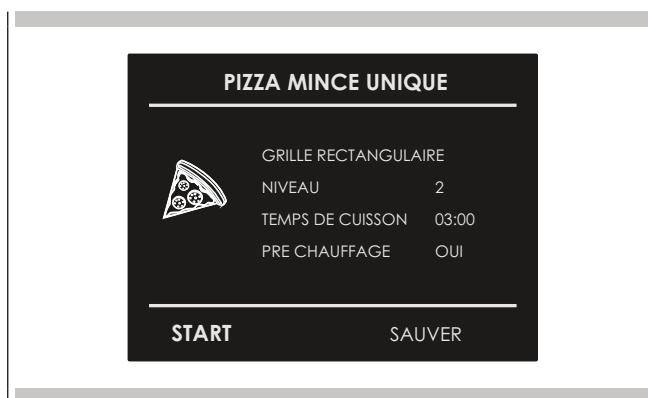 PIZZA MINCE UNIQUE
GRILLE RECTANGULAIRE
NIVEAU 2
TEMPS DE CUISSON 03:00
PRE CHAUFFAGE OUI
START SAUVER